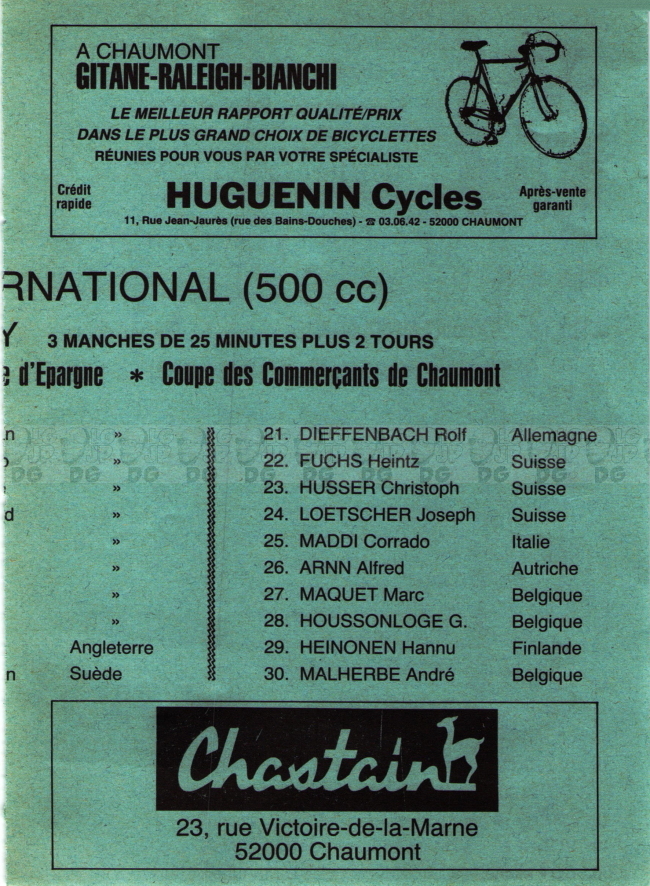 A CHAUMONT
GITANE-RALEIGH-BIANCHI
LE MEILLEUR RAPPORT QUALITÉ/PRIX
DANS LE PLUS GRAND CHOIX DE BICYCLETTES
RÉUNIES POUR VOUS PAR VOTRE SPÉCIALISTE
Crédit
rapide
HUGUENIN Cycles
Après-vente
garanti
11, Rue Jean-Jaurès (rue des Bains-Douches) - ☎ 03.06.42 - 52000 CHAUMONT
RNATIONAL (500 cc)
Y 3 MANCHES DE 25 MINUTES PLUS 2 TOURS
e d'Epargne * Coupe des Commerçants de Chaumont
n »
»
»
d »
»
»
»
»
Angleterre
n Suède
21. DIEFFENBACH Rolf Allemagne
22. FUCHS Heintz Suisse
23. HUSSER Christoph Suisse
24. LOETSCHER Joseph Suisse
25. MADDI Corrado Italie
26. ARNN Alfred Autriche
27. MAQUET Marc Belgique
28. HOUSSONLOGE G. Belgique
29. HEINONEN Hannu Finlande
30. MALHERBE André Belgique
Chastain
23, rue Victoire-de-la-Marne
52000 Chaumont